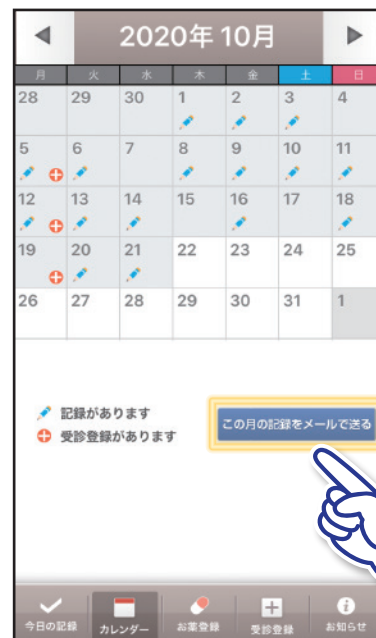 2020年 10月
月 火 水 木 金 土 日
28 29 30 1 2 3 4
5 6 7 8 9 10 11
12 13 14 15 16 17 18
19 20 21 22 23 24 25
26 27 28 29 30 31 1
記録があります
受診登録があります
この月の記録をメールで送る
今日の記録 カレンダー お薬登録 受診登録 お知らせ